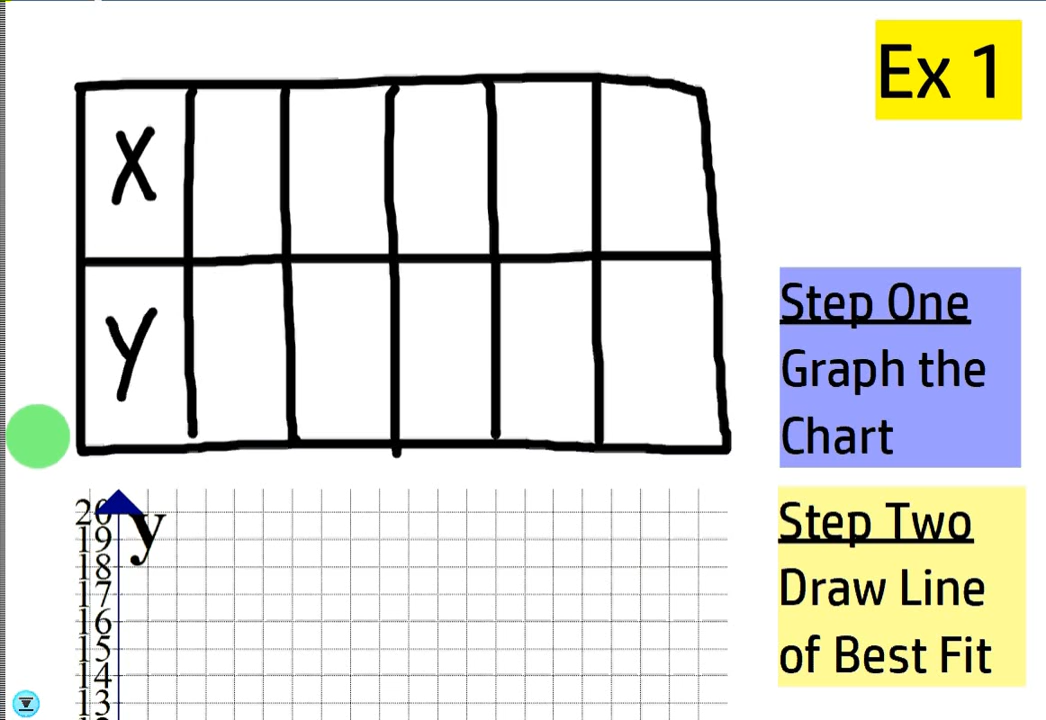 Ex 1
X
Y
Step One
Graph the
Chart
Step Two
Draw Line
of Best Fit
y
20
19
18
17
16
15
14
13